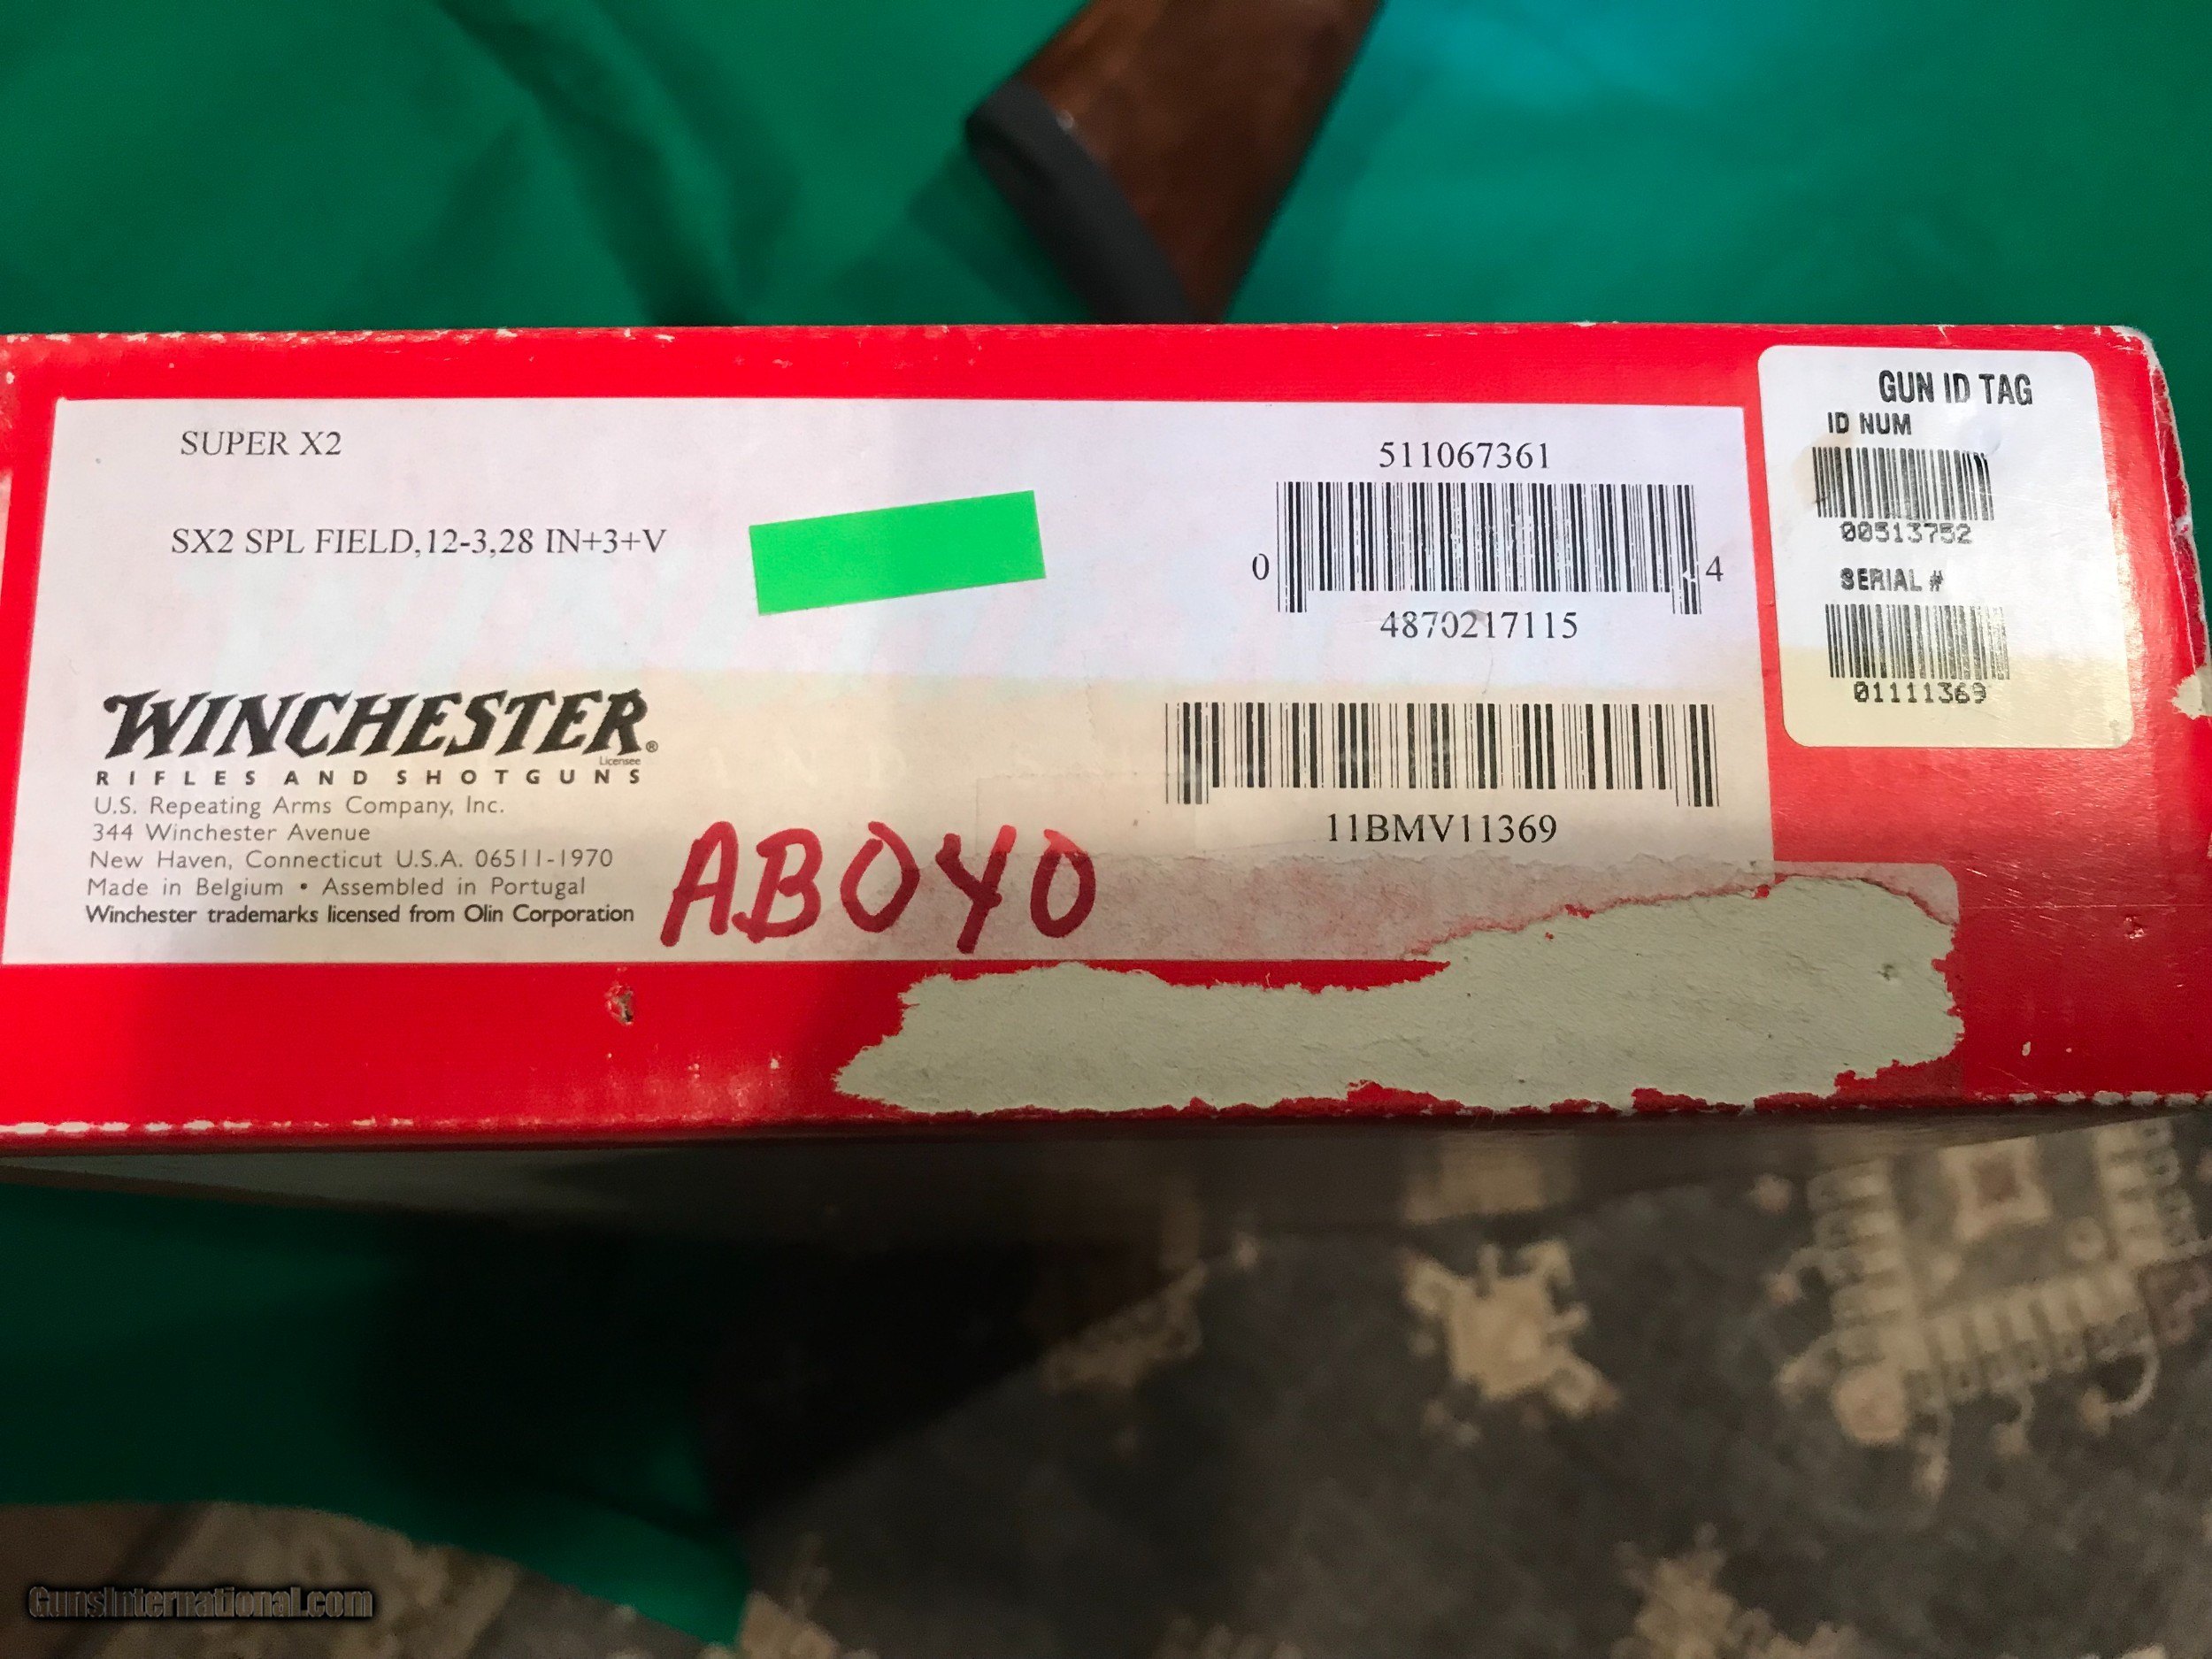 SUPER X2
SX2 SPL FIELD,12-3,28 IN+3+V
511067361
0 4
4870217115
WINCHESTER®
Licensee
RIFLES AND SHOTGUNS
U.S. Repeating Arms Company, Inc.
344 Winchester Avenue
New Haven, Connecticut U.S.A. 06511-1970
Made in Belgium • Assembled in Portugal
Winchester trademarks licensed from Olin Corporation
ABOYO
11BMV11369
GUN ID TAG
ID NUM
00513752
SERIAL #
01111369
GunsInternational.com